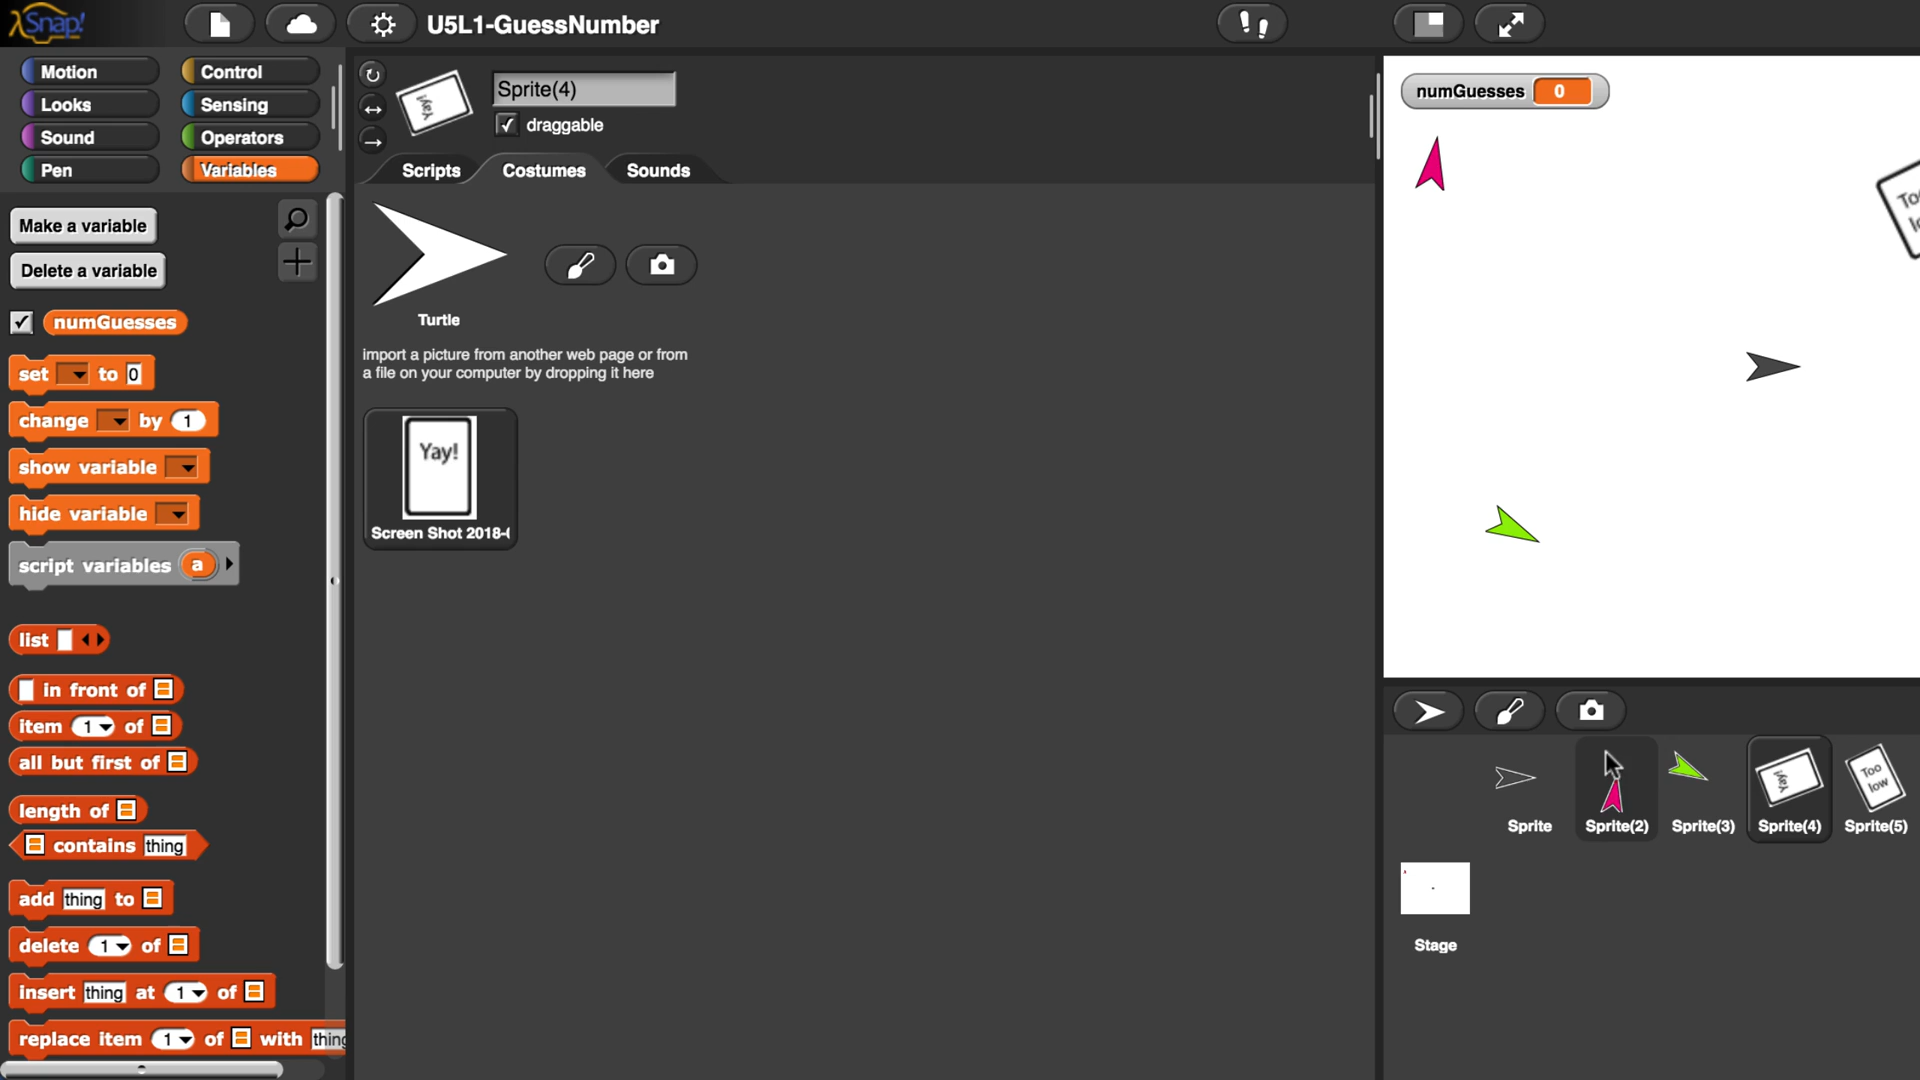 λSnap!
U5L1-GuessNumber
Motion
Control
Looks
Sensing
Sound
Operators
Pen
Variables
Sprite(4)
draggable
Scripts
Costumes
Sounds
Make a variable
Delete a variable
numGuesses
set to 0
change by 1
show variable
hide variable
script variables a
list
in front of
item 1 of
all but first of
length of
contains thing
add thing to
delete 1 of
insert thing at 1 of
replace item 1 of with thing
Turtle
import a picture from another web page or from
a file on your computer by dropping it here
Yay!
Screen Shot 2018-
numGuesses 0
Too
Yay!
Too
low
Sprite
Sprite(2)
Sprite(3)
Sprite(4)
Sprite(5)
Stage